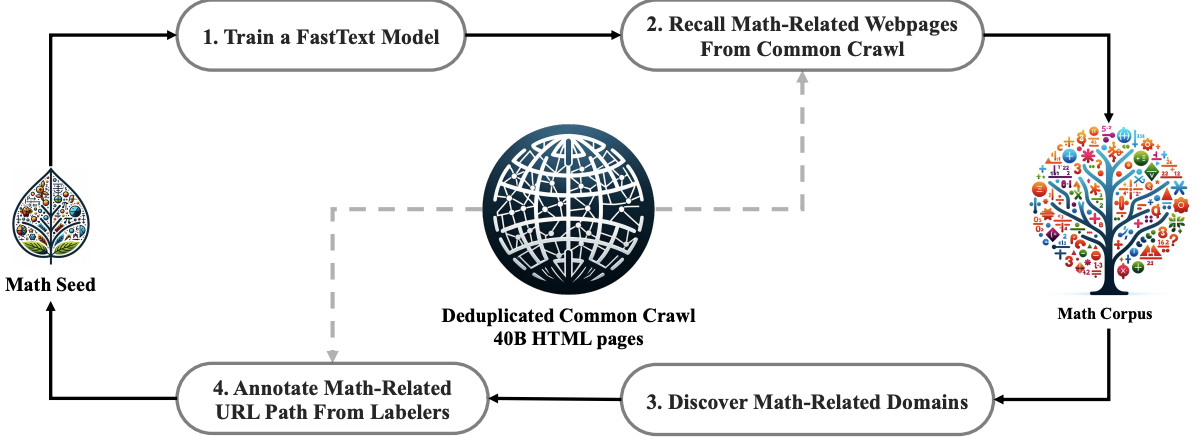 1. Train a FastText Model
2. Recall Math-Related Webpages
From Common Crawl
Math Seed
Deduplicated Common Crawl
40B HTML pages
Math Corpus
4. Annotate Math-Related
URL Path From Labelers
3. Discover Math-Related Domains